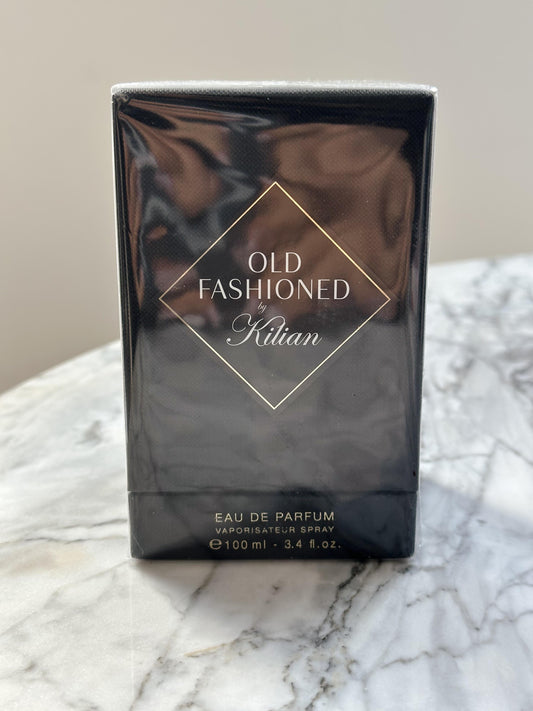 OLD
FASHIONED
by
Kilian
EAU DE PARFUM
VAPORISATEUR SPRAY
℮100 ml - 3.4 fl.oz.